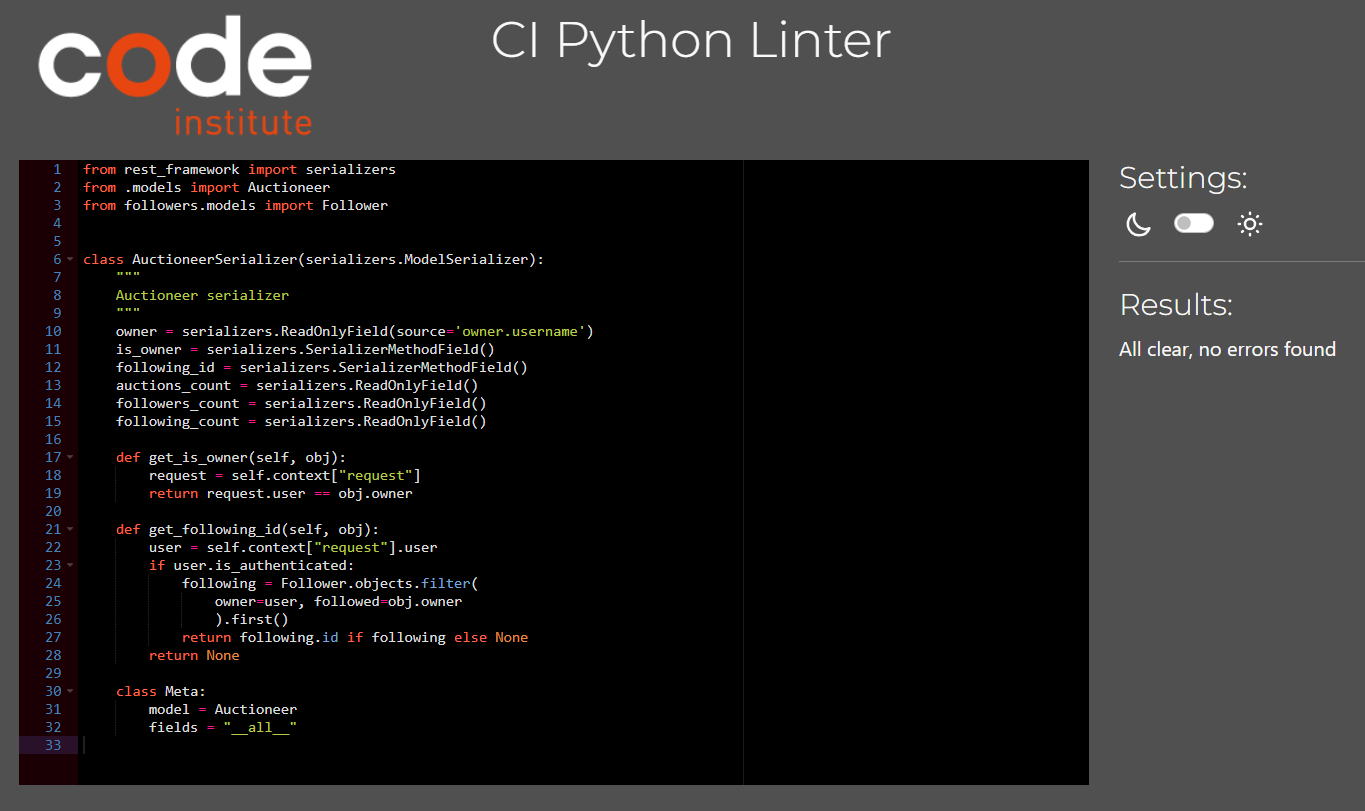 code
institute
CI Python Linter
1 from rest_framework import serializers
2 from .models import Auctioneer
3 from followers.models import Follower
4
5
6 class AuctioneerSerializer(serializers.ModelSerializer):
7     """
8     Auctioneer serializer
9     """
10     owner = serializers.ReadOnlyField(source='owner.username')
11     is_owner = serializers.SerializerMethodField()
12     following_id = serializers.SerializerMethodField()
13     auctions_count = serializers.ReadOnlyField()
14     followers_count = serializers.ReadOnlyField()
15     following_count = serializers.ReadOnlyField()
16
17     def get_is_owner(self, obj):
18         request = self.context["request"]
19         return request.user == obj.owner
20
21     def get_following_id(self, obj):
22         user = self.context["request"].user
23         if user.is_authenticated:
24             following = Follower.objects.filter(
25                 owner=user, followed=obj.owner
26                 ).first()
27             return following.id if following else None
28         return None
29
30     class Meta:
31         model = Auctioneer
32         fields = "__all__"
33
Settings:
Results:
All clear, no errors found